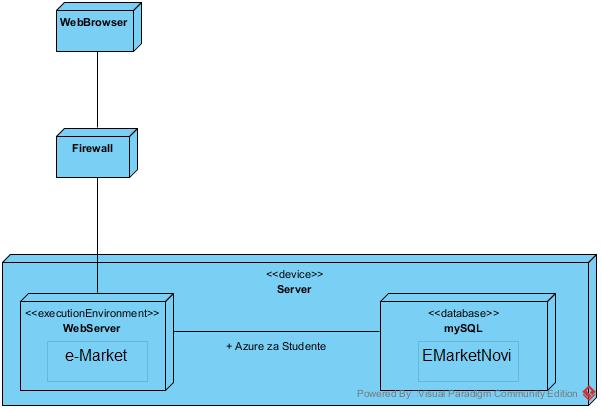 WebBrowser
Firewall
<<device>>
Server
<<executionEnvironment>>
WebServer
e-Market
+ Azure za Studente
<<database>>
mySQL
EMarketNovi
Powered By Visual Paradigm Community Edition